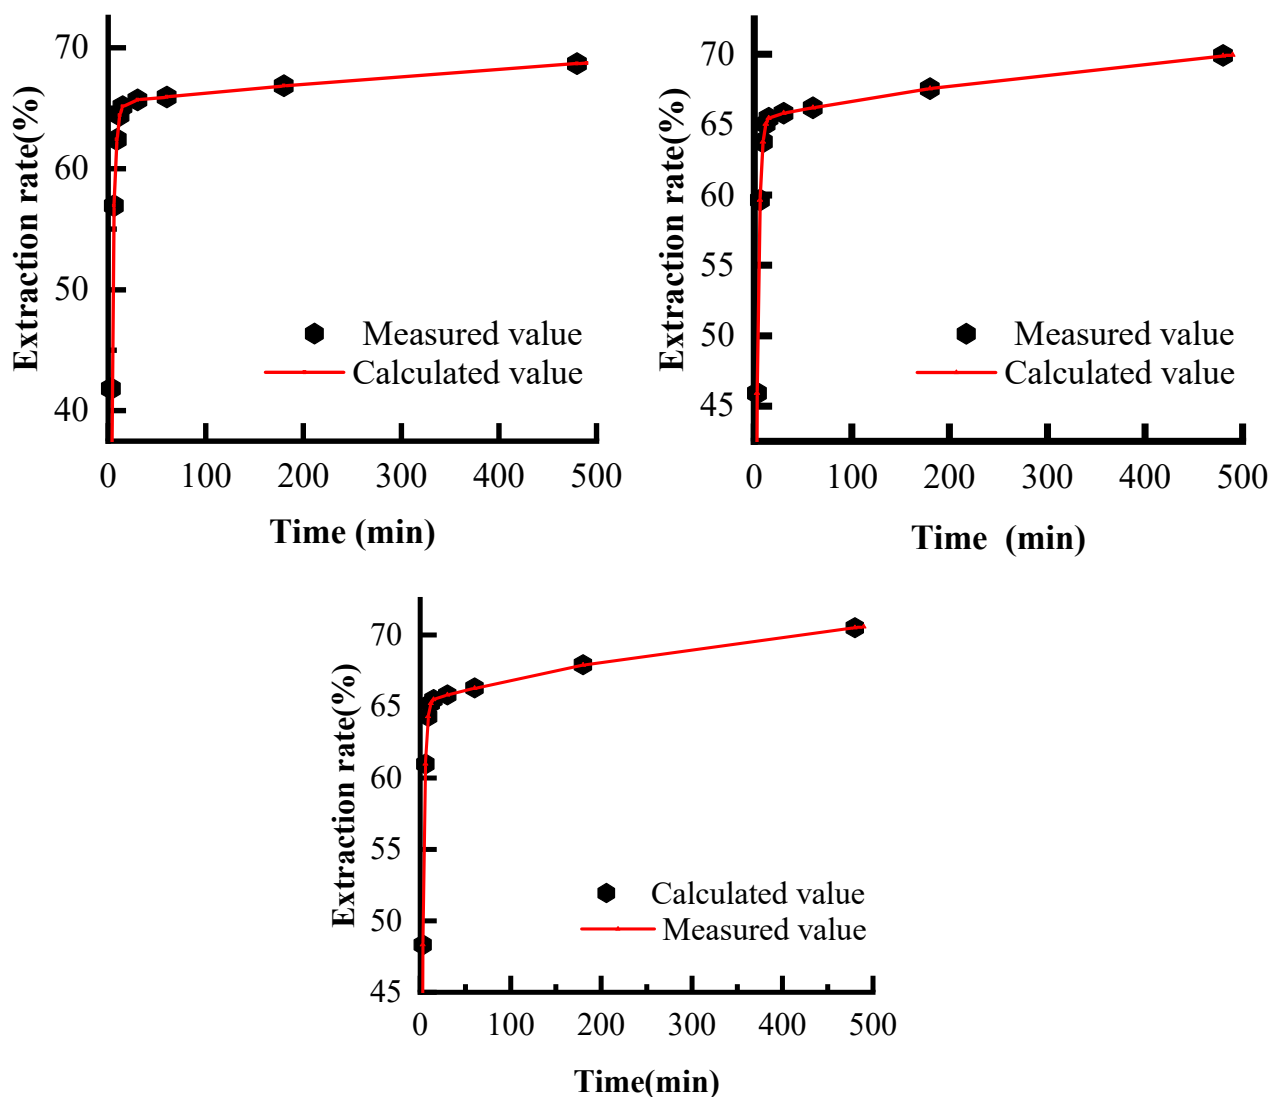 70
60
50
40
Extraction rate(%)
Measured value
Calculated value
0 100 200 300 400 500
Time (min)
70
65
60
55
50
45
Extraction rate(%)
Measured value
Calculated value
0 100 200 300 400 500
Time (min)
70
65
60
55
50
45
Extraction rate(%)
Calculated value
Measured value
0 100 200 300 400 500
Time(min)